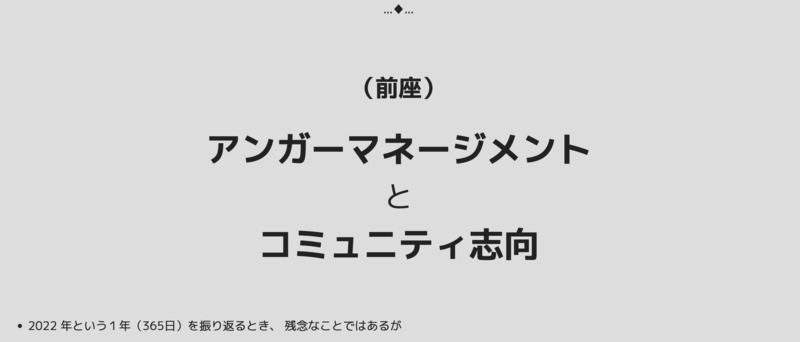 ...◆...
（前座）
アンガーマネージメント
と
コミュニティ志向
• 2022 年という１年（365日）を振り返るとき、 残念なことではあるが